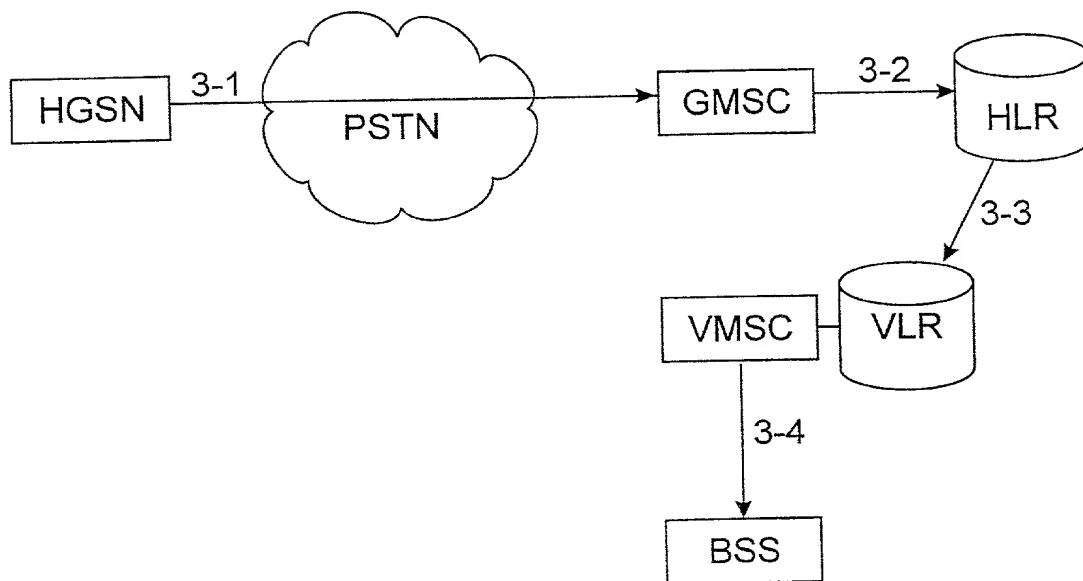 3-1
3-2
HGSN
PSTN
GMSC
HLR
3-3
VMSC
VLR
3-4
BSS